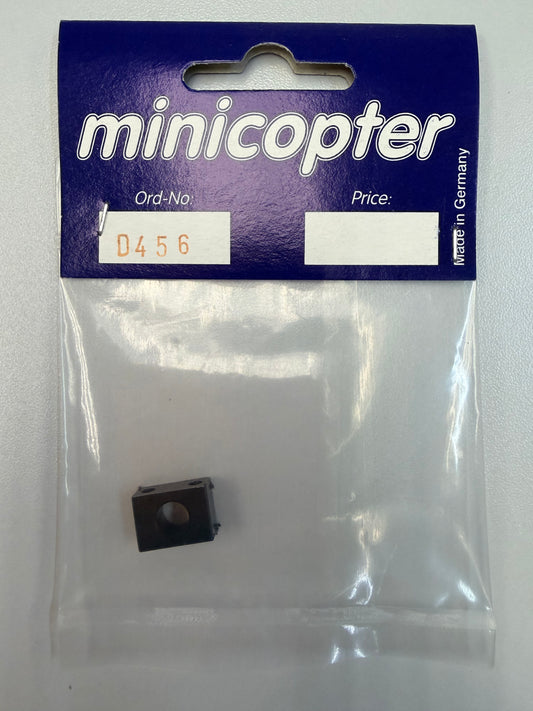 minicopter
Ord-No:
Price:
D456
Made in Germany